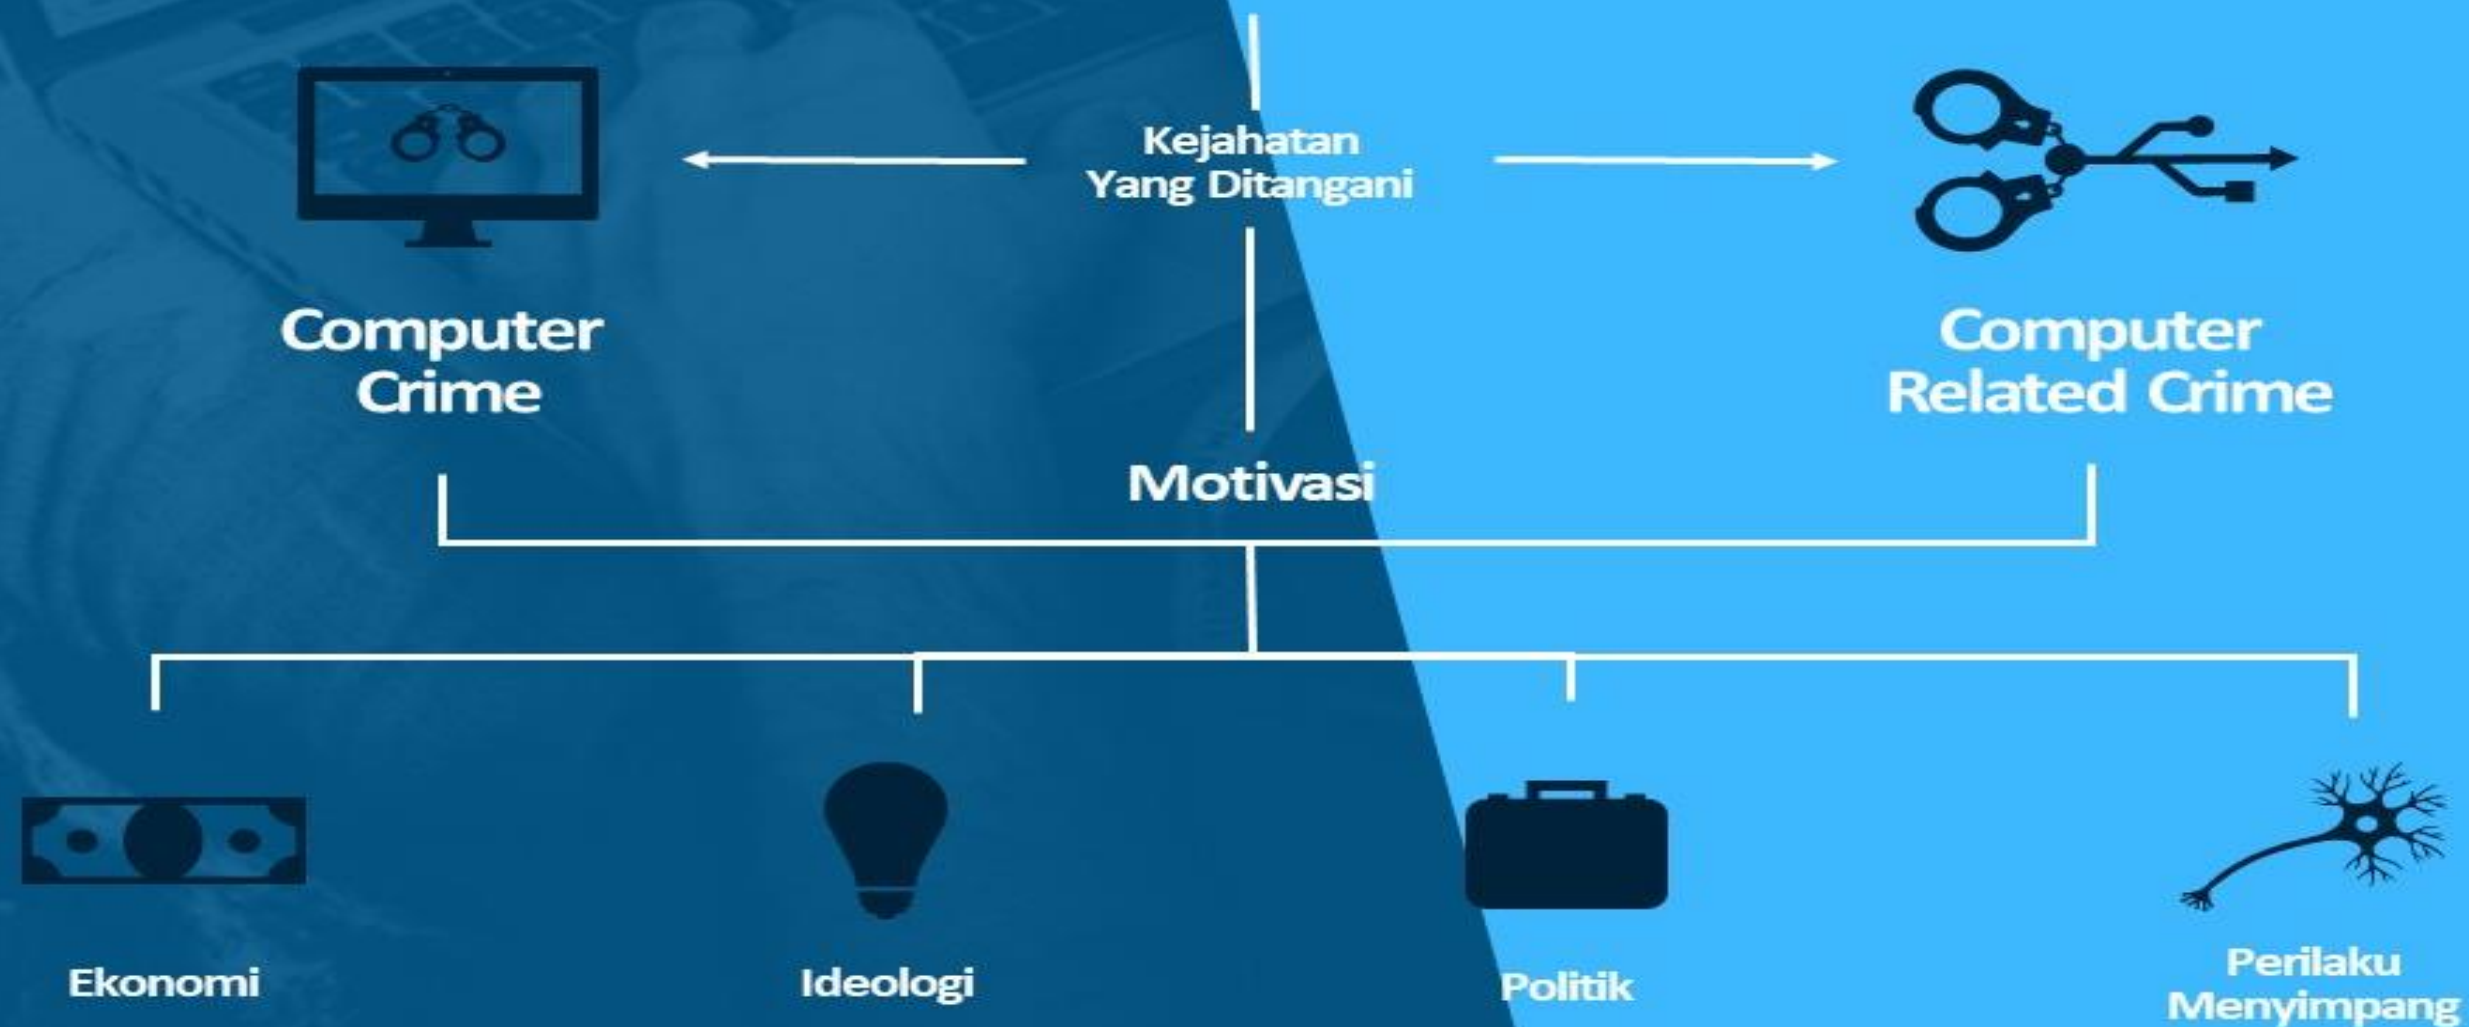 Kejahatan
Yang Ditangani
Computer
Crime
Computer
Related Crime
Motivasi
Ekonomi
Ideologi
Politik
Perilaku
Menyimpang